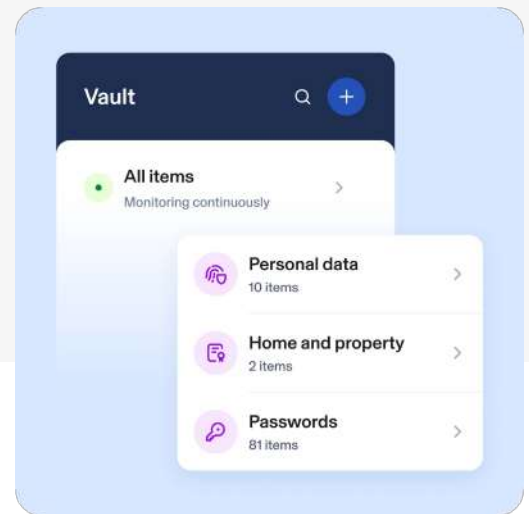 Vault
All items
Monitoring continuously
Personal data
10 items
Home and property
2 items
Passwords
81 items